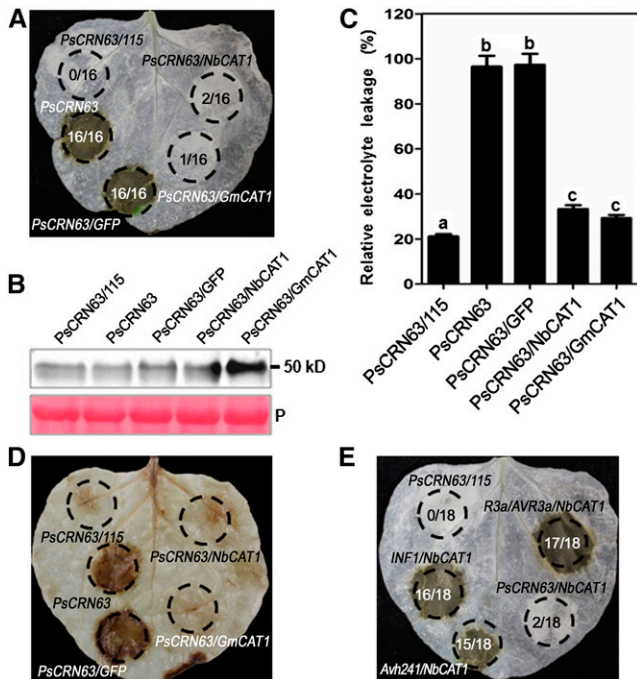 A
PsCRN63/115
0/16
PsCRN63/NbCAT1
2/16
PsCRN63
16/16
1/16
PsCRN63/GmCAT1
16/16
PsCRN63/GFP
B
PsCRN63/115
PsCRN63
PsCRN63/GFP
PsCRN63/NbCAT1
PsCRN63/GmCAT1
50 kD
P
C
Relative electrolyte leakage (%)
120
100
80
60
40
20
0
a
b
b
c
c
PsCRN63/115
PsCRN63
PsCRN63/GFP
PsCRN63/NbCAT1
PsCRN63/GmCAT1
D
PsCRN63/115
PsCRN63/NbCAT1
PsCRN63
PsCRN63/GmCAT1
PsCRN63/GFP
E
PsCRN63/115
0/18
R3a/AVR3a/NbCAT1
17/18
INF1/NbCAT1
16/18
PsCRN63/NbCAT1
2/18
15/18
Avh241/NbCAT1